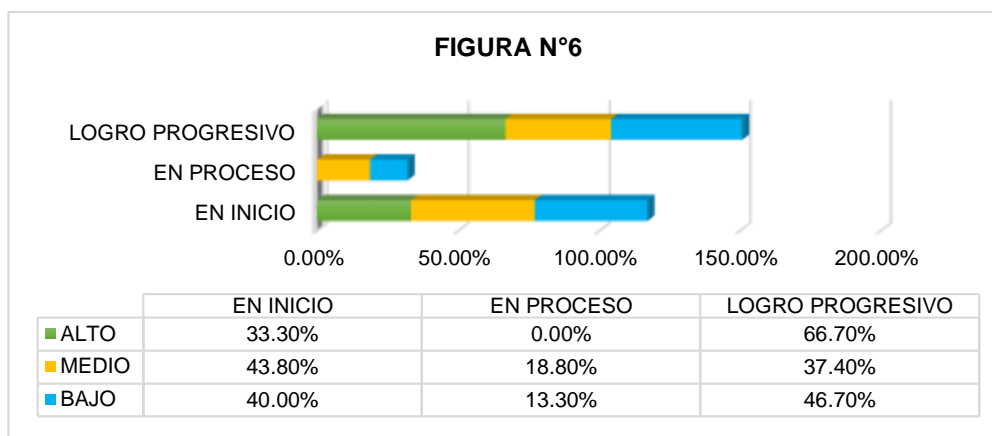 FIGURA N°6
LOGRO PROGRESIVO
EN PROCESO
EN INICIO
0.00% 50.00% 100.00% 150.00% 200.00%
EN INICIO EN PROCESO LOGRO PROGRESIVO
ALTO 33.30% 0.00% 66.70%
MEDIO 43.80% 18.80% 37.40%
BAJO 40.00% 13.30% 46.70%